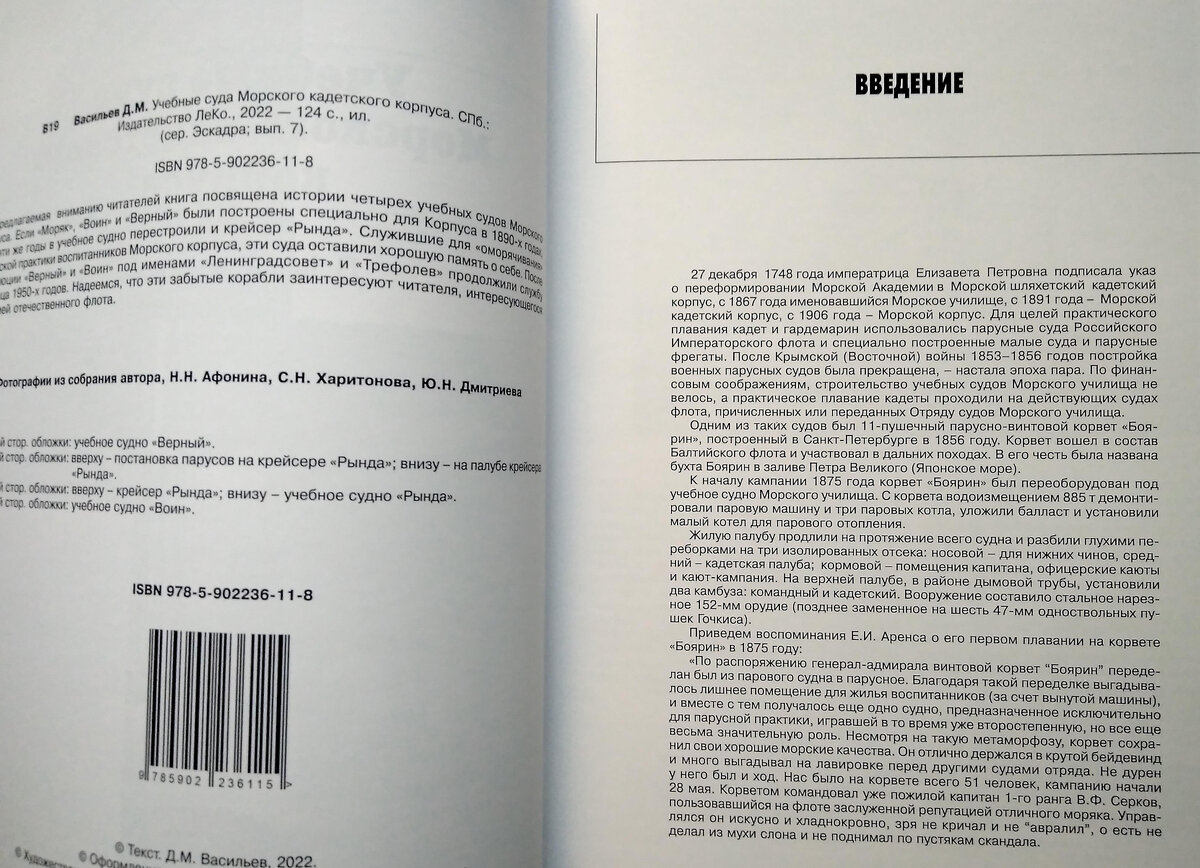 В19
Васильев Д.М. Учебные суда Морского кадетского корпуса. СПб.:
Издательство ЛеКо., 2022 — 124 с., ил.
(сер. Эскадра; вып. 7).
ISBN 978-5-902236-11-8
вниманию читателей книга посвящена истории четырех учебных судов Морского
Если «Моряк», «Воин» и «Верный» были построены специально для Корпуса в 1890-х годах,
эти же годы в учебное судно перестроили и крейсер «Рында». Служившие для «оморячивания»
практики воспитанников Морского корпуса, эти суда оставили хорошую память о себе. После
«Верный» и «Воин» под именами «Ленинградсовет» и «Трефолев» продолжили службу
1950-х годов. Надеемся, что эти забытые корабли заинтересуют читателя, интересующегося
отечественного флота.
Фотографии из собрания автора, Н.Н. Афонина, С.Н. Харитонова, Ю.Н. Дмитриева
стор. обложки: учебное судно «Верный».
стор. обложки: вверху – постановка парусов на крейсере «Рында»; внизу – на палубе крейсера
«Рында».
стор. обложки: вверху – крейсер «Рында»; внизу – учебное судно «Рында».
стор. обложки: учебное судно «Воин».
ISBN 978-5-902236-11-8
9 785902 236115 >
© Текст. Д.М. Васильев, 2022.
ВВЕДЕНИЕ
27 декабря 1748 года императрица Елизавета Петровна подписала указ
о переформировании Морской Академии в Морской шляхетский кадетский
корпус, с 1867 года именовавшийся Морское училище, с 1891 года – Морской
кадетский корпус, с 1906 года – Морской корпус. Для целей практического
плавания кадет и гардемарин использовались парусные суда Российского
Императорского флота и специально построенные малые суда и парусные
фрегаты. После Крымской (Восточной) войны 1853–1856 годов постройка
военных парусных судов была прекращена, – настала эпоха пара. По финан-
совым соображениям, строительство учебных судов Морского училища не
велось, а практическое плавание кадеты проходили на действующих судах
флота, причисленных или переданных Отряду судов Морского училища.
Одним из таких судов был 11-пушечный парусно-винтовой корвет «Боя-
рин», построенный в Санкт-Петербурге в 1856 году. Корвет вошел в состав
Балтийского флота и участвовал в дальних походах. В его честь была названа
бухта Боярин в заливе Петра Великого (Японское море).
К началу кампании 1875 года корвет «Боярин» был переоборудован под
учебное судно Морского училища. С корвета водоизмещением 885 т демонти-
ровали паровую машину и три паровых котла, уложили балласт и установили
малый котел для парового отопления.
Жилую палубу продлили на протяжение всего судна и разбили глухими пе-
реборками на три изолированных отсека: носовой – для нижних чинов, сред-
ний – кадетская палуба; кормовой – помещения капитана, офицерские каюты
и кают-кампания. На верхней палубе, в районе дымовой трубы, установили
два камбуза: командный и кадетский. Вооружение составило стальное нарез-
ное 152-мм орудие (позднее замененное на шесть 47-мм одноствольных пу-
шек Гочкиса).
Приведем воспоминания Е.И. Аренса о его первом плавании на корвете
«Боярин» в 1875 году:
«По распоряжению генерал-адмирала винтовой корвет "Боярин" переде-
лан был из парового судна в парусное. Благодаря такой переделке выгадыва-
лось лишнее помещение для жилья воспитанников (за счет вынутой машины),
и вместе с тем получалось еще одно судно, предназначенное исключительно
для парусной практики, игравшей в то время уже второстепенную, но все еще
весьма значительную роль. Несмотря на такую метаморфозу, корвет сохра-
нил свои хорошие морские качества. Он отлично держался в крутой бейдевинд
и много выгадывал на лавировке перед другими судами отряда. Не дурен
у него был и ход. Нас было на корвете всего 51 человек, кампанию начали
28 мая. Корветом командовал уже пожилой капитан 1-го ранга В.Ф. Серков,
пользовавшийся на флоте заслуженной репутацией отличного моряка. Управ-
лялся он искусно и хладнокровно, зря не кричал и не "авралил", о есть не
делал из мухи слона и не поднимал по пустякам скандала.